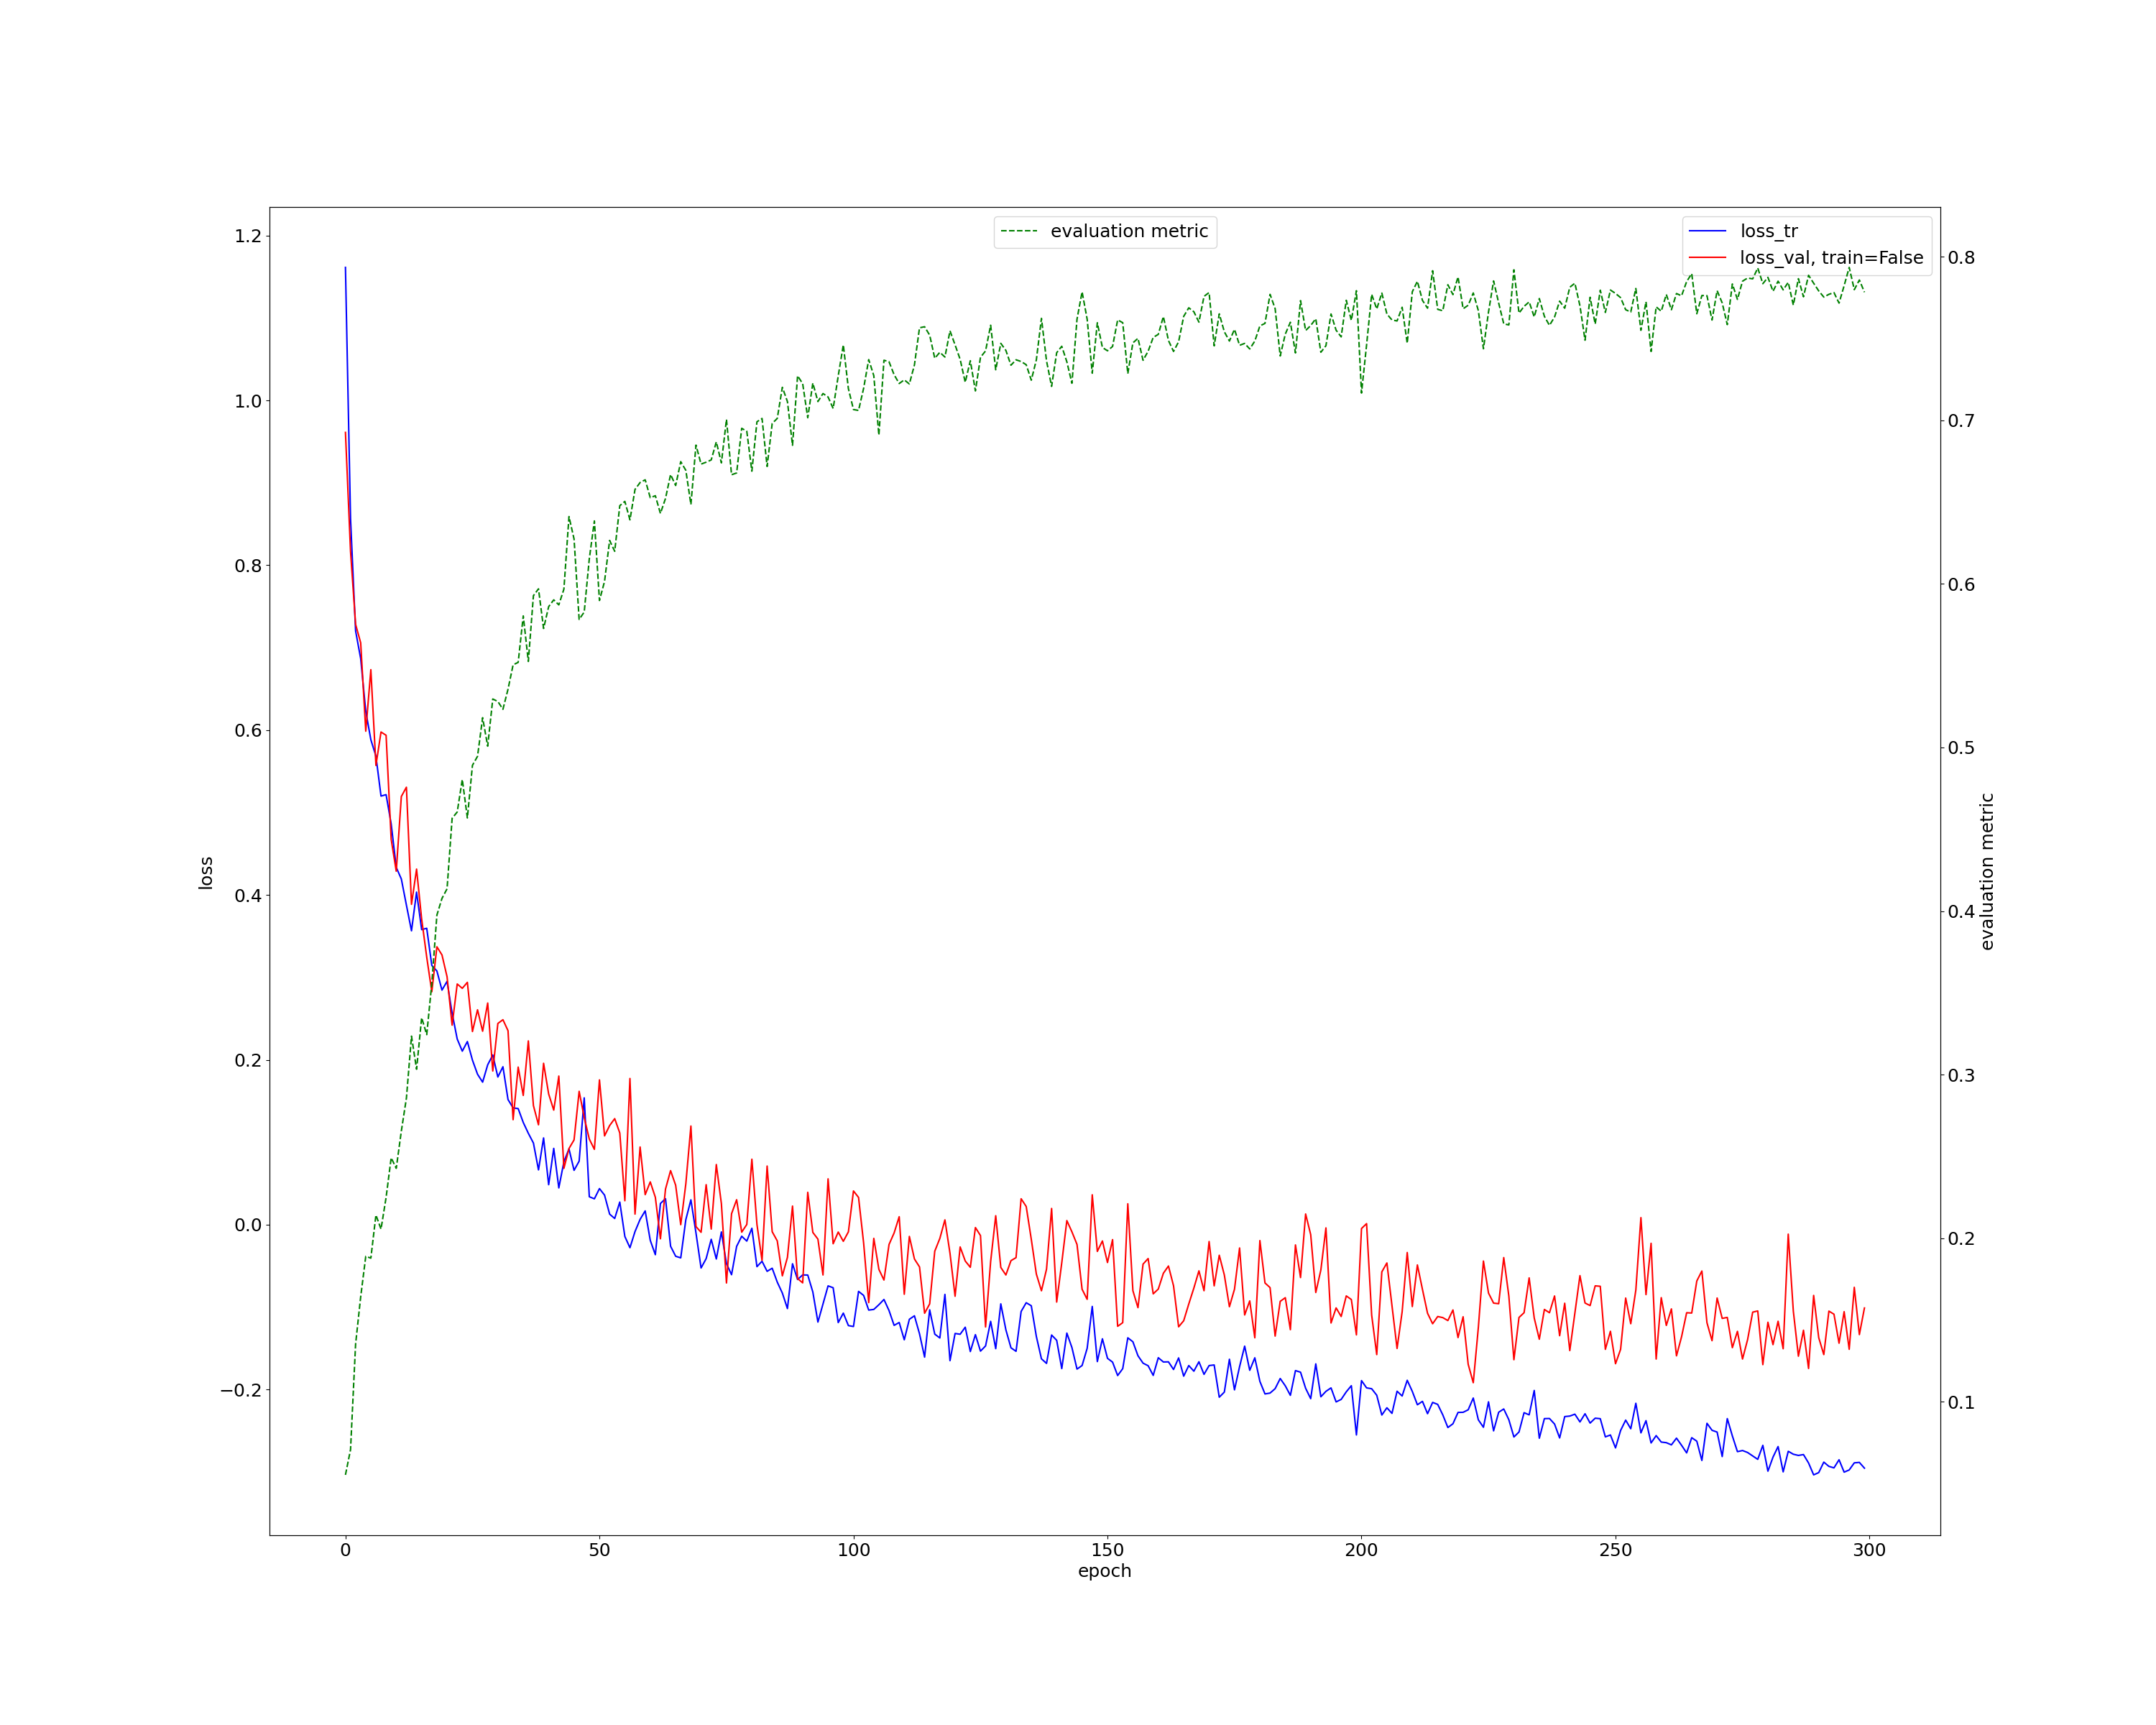 evaluation metric
loss_tr
loss_val, train=False
1.2
1.0
0.8
0.6
0.4
0.2
0.0
−0.2
loss
0.8
0.7
0.6
0.5
0.4
0.3
0.2
0.1
evaluation metric
0 50 100 150 200 250 300
epoch